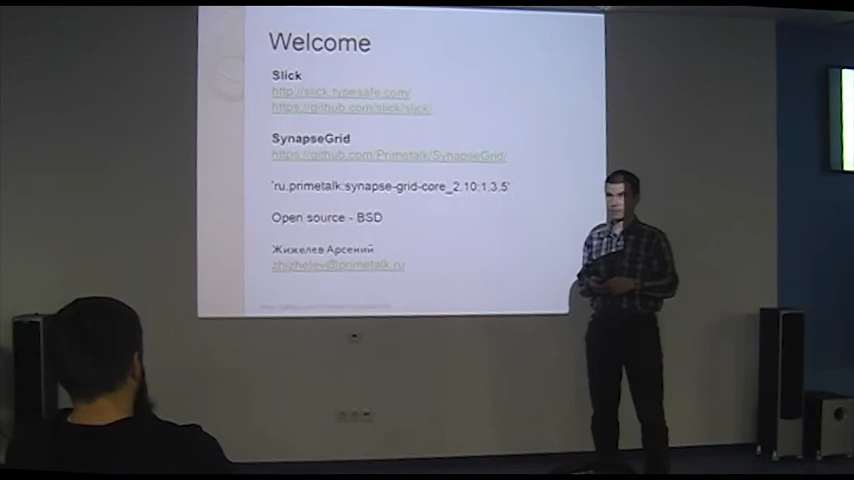 Welcome
Slick
http://slick.typesafe.com/
https://github.com/slick/slick/
SynapseGrid
https://github.com/Primetalk/SynapseGrid/
'ru.primetalk:synapse-grid-core_2.10:1.3.5'
Open source - BSD
Жижелев Арсений
zhizhelev@primetalk.ru